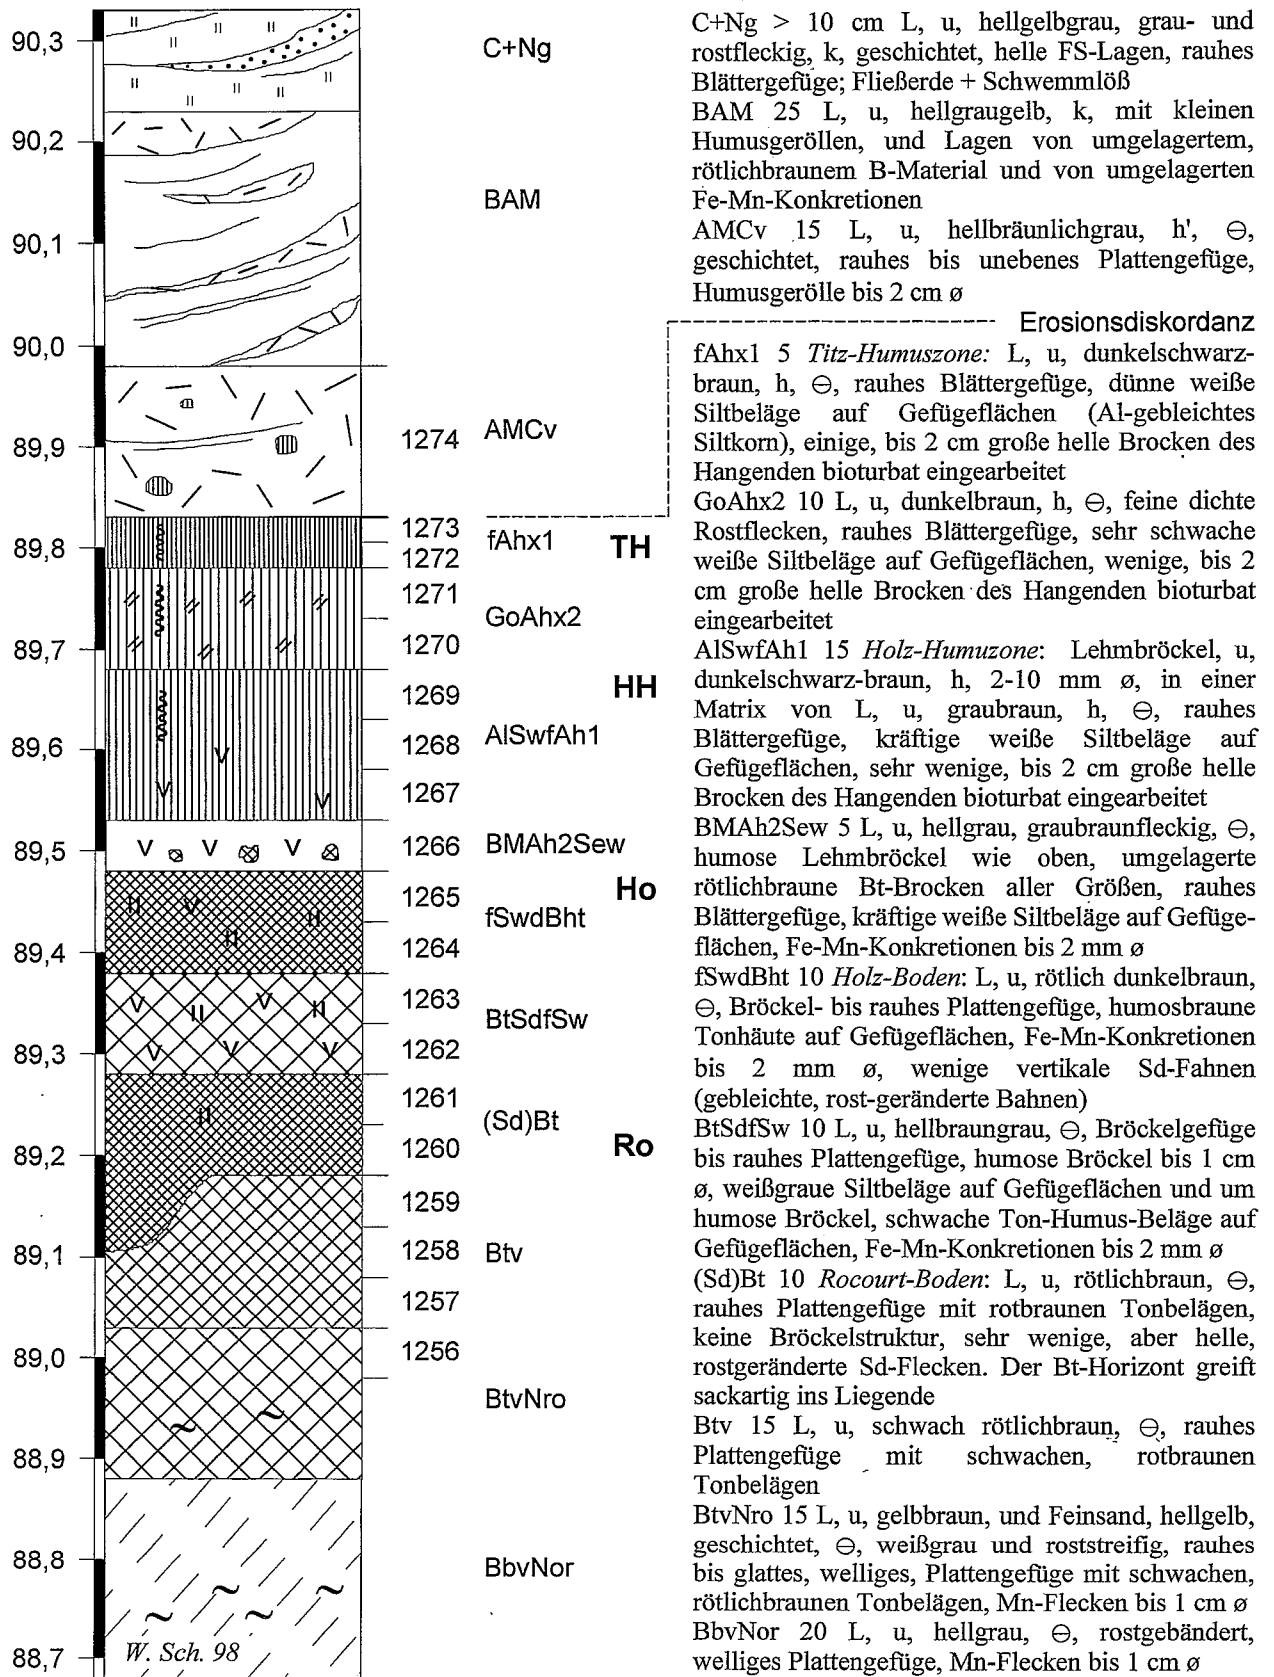 90,3
90,2
90,1
90,0
89,9
89,8
89,7
89,6
89,5
89,4
89,3
89,2
89,1
89,0
88,9
88,8
88,7
W. Sch. 98
1274
1273
1272
1271
1270
1269
1268
1267
1266
1265
1264
1263
1262
1261
1260
1259
1258
1257
1256
C+Ng
BAM
AMCv
fAhx1
GoAhx2
AlSwfAh1
BMAh2Sew
fSwdBht
BtSdfSw
(Sd)Bt
Btv
BtvNro
BbvNor
TH
HH
Ho
Ro
C+Ng > 10 cm L, u, hellgelbgrau, grau- und
rostfleckig, k, geschichtet, helle FS-Lagen, rauhes
Blättergefüge; Fließerde + Schwemmlöß
BAM 25 L, u, hellgraugelb, k, mit kleinen
Humusgeröllen, und Lagen von umgelagertem,
rötlichbraunem B-Material und von umgelagerten
Fe-Mn-Konkretionen
AMCv 15 L, u, hellbräunlichgrau, h', ⊖,
geschichtet, rauhes bis unebenes Plattengefüge,
Humusgerölle bis 2 cm ø
Erosionsdiskordanz
fAhx1 5 Titz-Humuszone: L, u, dunkelschwarz-
braun, h, ⊖, rauhes Blättergefüge, dünne weiße
Siltbeläge auf Gefügeflächen (Al-gebleichtes
Siltkorn), einige, bis 2 cm große helle Brocken des
Hangenden bioturbat eingearbeitet
GoAhx2 10 L, u, dunkelbraun, h, ⊖, feine dichte
Rostflecken, rauhes Blättergefüge, sehr schwache
weiße Siltbeläge auf Gefügeflächen, wenige, bis 2
cm große helle Brocken des Hangenden bioturbat
eingearbeitet
AlSwfAh1 15 Holz-Humuzone: Lehmbröckel, u,
dunkelschwarz-braun, h, 2-10 mm ø, in einer
Matrix von L, u, graubraun, h, ⊖, rauhes
Blättergefüge, kräftige weiße Siltbeläge auf
Gefügeflächen, sehr wenige, bis 2 cm große helle
Brocken des Hangenden bioturbat eingearbeitet
BMAh2Sew 5 L, u, hellgrau, graubraunfleckig, ⊖,
humose Lehmbröckel wie oben, umgelagerte
rötlichbraune Bt-Brocken aller Größen, rauhes
Blättergefüge, kräftige weiße Siltbeläge auf Gefüge-
flächen, Fe-Mn-Konkretionen bis 2 mm ø
fSwdBht 10 Holz-Boden: L, u, rötlich dunkelbraun,
⊖, Bröckel- bis rauhes Plattengefüge, humosbraune
Tonhäute auf Gefügeflächen, Fe-Mn-Konkretionen
bis 2 mm ø, wenige vertikale Sd-Fahnen
(gebleichte, rost-geränderte Bahnen)
BtSdfSw 10 L, u, hellbraungrau, ⊖, Bröckelgefüge
bis rauhes Plattengefüge, humose Bröckel bis 1 cm
ø, weißgraue Siltbeläge auf Gefügeflächen und um
humose Bröckel, schwache Ton-Humus-Beläge auf
Gefügeflächen, Fe-Mn-Konkretionen bis 2 mm ø
(Sd)Bt 10 Rocourt-Boden: L, u, rötlichbraun, ⊖,
rauhes Plattengefüge mit rotbraunen Tonbelägen,
keine Bröckelstruktur, sehr wenige, aber helle,
rostgeränderte Sd-Flecken. Der Bt-Horizont greift
sackartig ins Liegende
Btv 15 L, u, schwach rötlichbraun, ⊖, rauhes
Plattengefüge mit schwachen, rotbraunen
Tonbelägen
BtvNro 15 L, u, gelbbraun, und Feinsand, hellgelb,
geschichtet, ⊖, weißgrau und roststreifig, rauhes
bis glattes, welliges, Plattengefüge mit schwachen,
rötlichbraunen Tonbelägen, Mn-Flecken bis 1 cm ø
BbvNor 20 L, u, hellgrau, ⊖, rostgebändert,
welliges Plattengefüge, Mn-Flecken bis 1 cm ø